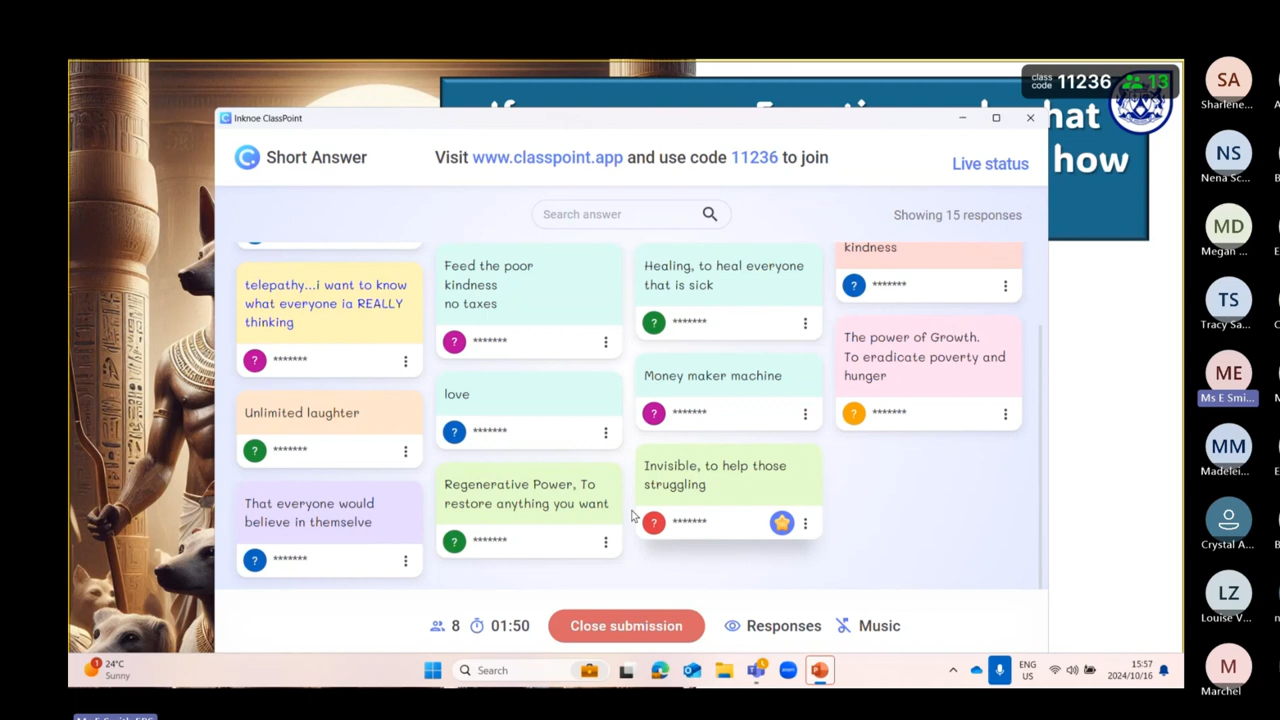 class code 11236 13
hat
how
Inknoe ClassPoint
Short Answer
Visit www.classpoint.app and use code 11236 to join
Live status
Search answer
Showing 15 responses
telepathy...i want to know
what everyone ia REALLY
thinking
? *******
Unlimited laughter
? *******
That everyone would
believe in themselve
? *******
Feed the poor
kindness
no taxes
? *******
love
? *******
Regenerative Power, To
restore anything you want
? *******
Healing, to heal everyone
that is sick
? *******
Money maker machine
? *******
Invisible, to help those
struggling
? *******
kindness
? *******
The power of Growth.
To eradicate poverty and
hunger
? *******
8 01:50 Close submission Responses Music
1 24°C
Sunny
Search
ENG
US
15:57
2024/10/16
SA
Sharlene...
NS
Nena Sc...
MD
Megan ...
TS
Tracy Sa...
ME
Ms E Smi...
MM
Madelei...
Crystal A...
LZ
Louise V...
M
Marchel